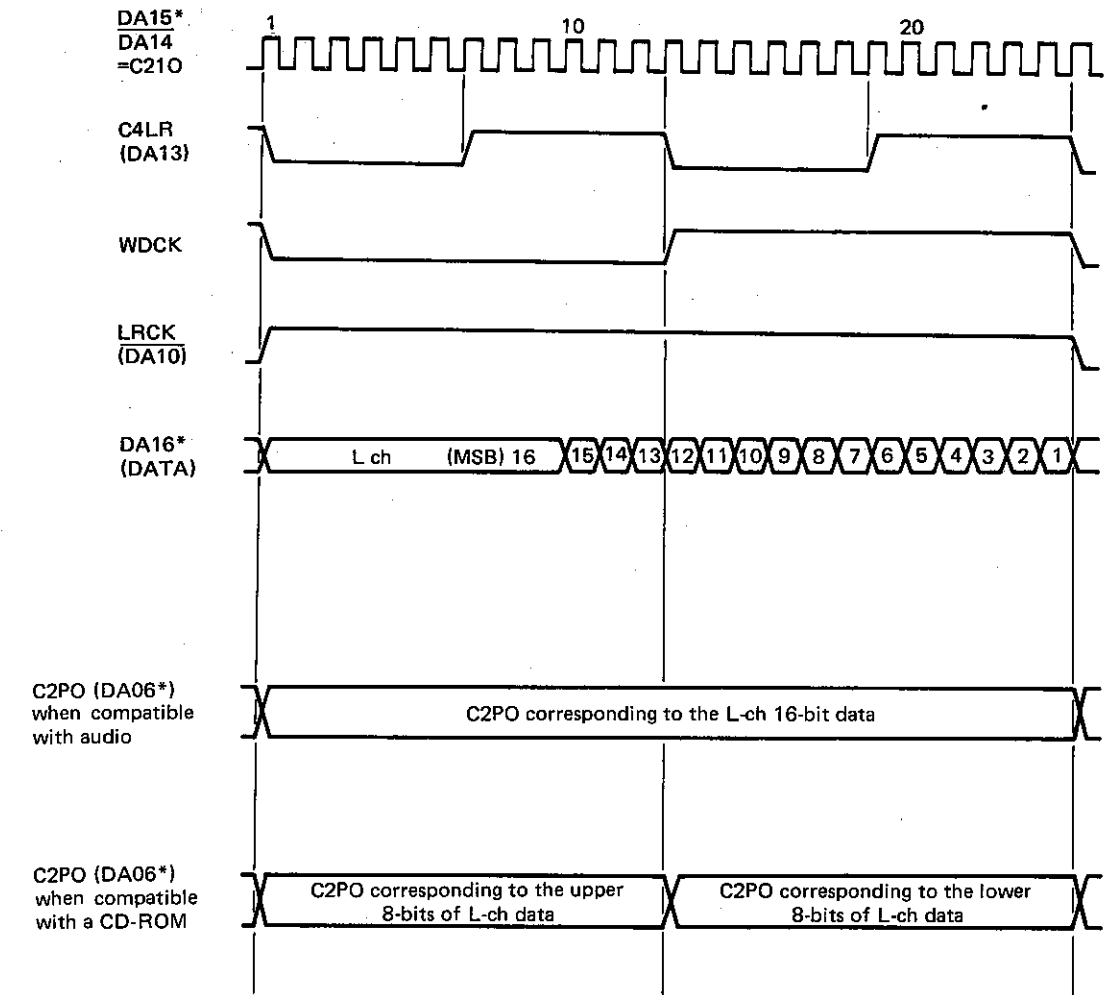 DA15*
1
10
20
DA14
=C210
C4LR
(DA13)
WDCK
LRCK
(DA10)
DA16*
(DATA)
L ch (MSB) 16 15 14 13 12 11 10 9 8 7 6 5 4 3 2 1
C2PO (DA06*)
when compatible
with audio
C2PO corresponding to the L-ch 16-bit data
C2PO (DA06*)
when compatible
with a CD-ROM
C2PO corresponding to the upper
8-bits of L-ch data
C2PO corresponding to the lower
8-bits of L-ch data